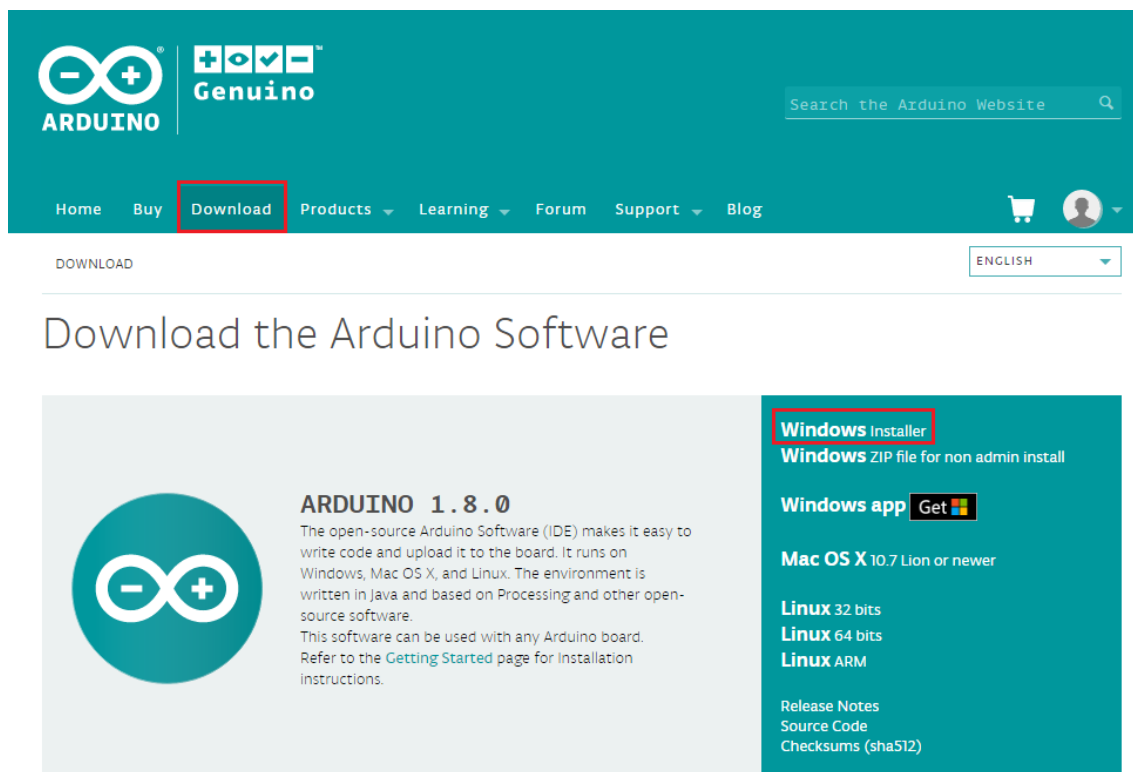 Genuino
ARDUINO
Search the Arduino Website
Home Buy Download Products Learning Forum Support Blog
DOWNLOAD
ENGLISH
Download the Arduino Software
ARDUINO 1.8.0
The open-source Arduino Software (IDE) makes it easy to
write code and upload it to the board. It runs on
Windows, Mac OS X, and Linux. The environment is
written in Java and based on Processing and other open-
source software.
This software can be used with any Arduino board.
Refer to the Getting Started page for Installation
instructions.
Windows Installer
Windows ZIP file for non admin install
Windows app Get
Mac OS X 10.7 Lion or newer
Linux 32 bits
Linux 64 bits
Linux ARM
Release Notes
Source Code
Checksums (sha512)